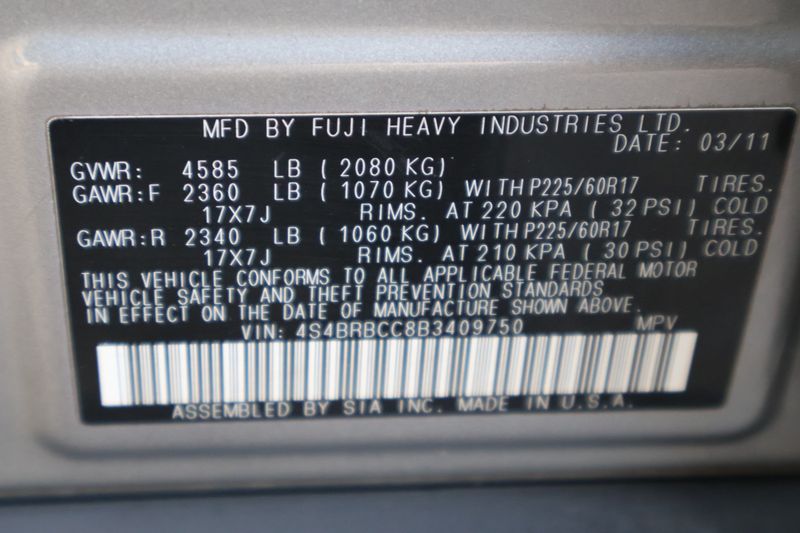 MFD BY FUJI HEAVY INDUSTRIES LTD.
DATE: 03/11
GVWR: 4585 LB ( 2080 KG)
GAWR:F 2360 LB ( 1070 KG) WITH P225/60R17 TIRES.
17X7J RIMS. AT 220 KPA ( 32 PSI) COLD
GAWR:R 2340 LB ( 1060 KG) WITH P225/60R17 TIRES.
17X7J RIMS. AT 210 KPA ( 30 PSI) COLD
THIS VEHICLE CONFORMS TO ALL APPLICABLE FEDERAL MOTOR
VEHICLE SAFETY AND THEFT PREVENTION STANDARDS
IN EFFECT ON THE DATE OF MANUFACTURE SHOWN ABOVE.
VIN: 4S4BRBCC8B3409750 MPV
ASSEMBLED BY SIA INC. MADE IN U.S.A.